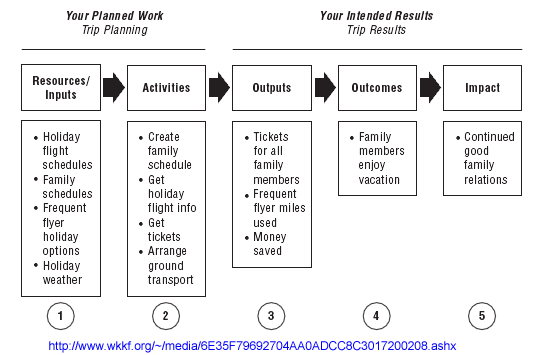 Your Planned Work
Trip Planning
Your Intended Results
Trip Results
Resources/
Inputs
Activities
Outputs
Outcomes
Impact
• Holiday
flight
schedules
• Family
schedules
• Frequent
flyer
holiday
options
• Holiday
weather
• Create
family
schedule
• Get
holiday
flight info
• Get
tickets
• Arrange
ground
transport
• Tickets
for all
family
members
• Frequent
flyer miles
used
• Money
saved
• Family
members
enjoy
vacation
• Continued
good
family
relations
1
2
3
4
5
http://www.wkkf.org/~/media/6E35F79692704AA0ADCC8C3017200208.ashx